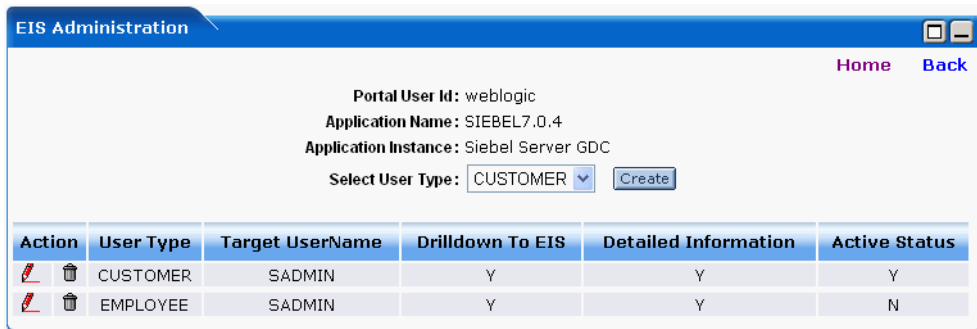 EIS Administration
Home Back
Portal User Id: weblogic
Application Name: SIEBEL7.0.4
Application Instance: Siebel Server GDC
Select User Type: CUSTOMER Create
Action User Type Target UserName Drilldown To EIS Detailed Information Active Status
CUSTOMER SADMIN Y Y Y
EMPLOYEE SADMIN Y Y N